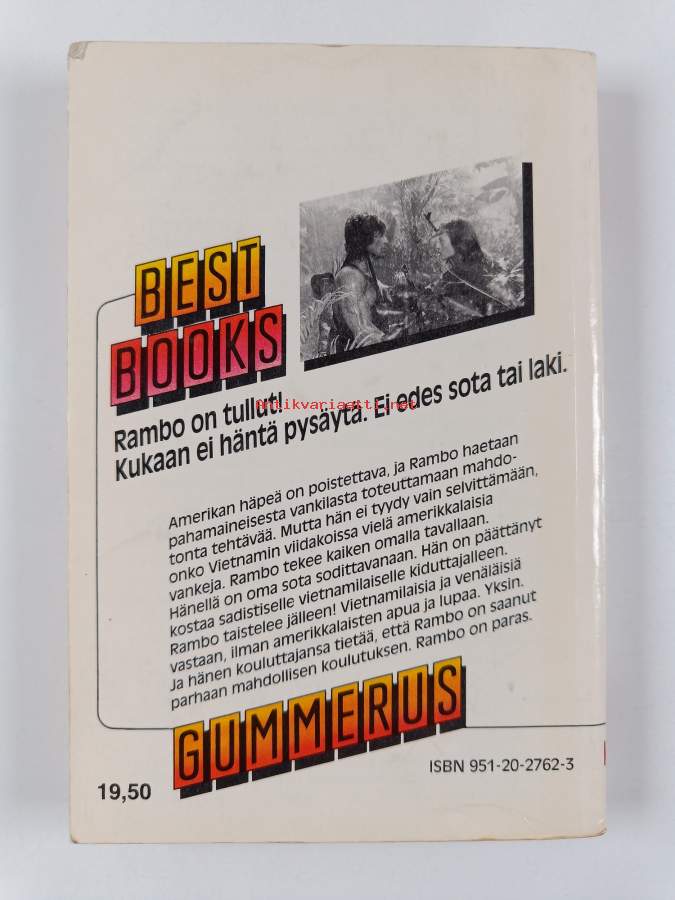 BEST
BOOKS
Rambo on tullut!
Kukaan ei häntä pysäytä. Ei edes sota tai laki.
Antikvariaatti.net
Amerikan häpeä on poistettava, ja Rambo haetaan
pahamaineisesta vankilasta toteuttamaan mahdo-
tonta tehtävää. Mutta hän ei tyydy vain selvittämään,
onko Vietnamin viidakoissa vielä amerikkalaisia
vankeja. Rambo tekee kaiken omalla tavallaan.
Hänellä on oma sota sodittavanaan. Hän on päättänyt
kostaa sadistiselle vietnamilaiselle kiduttajalleen.
Rambo taistelee jälleen! Vietnamilaisia ja venäläisiä
vastaan, ilman amerikkalaisten apua ja lupaa. Yksin.
Ja hänen kouluttajansa tietää, että Rambo on saanut
parhaan mahdollisen koulutuksen. Rambo on paras.
GUMMERUS
19,50
ISBN 951-20-2762-3